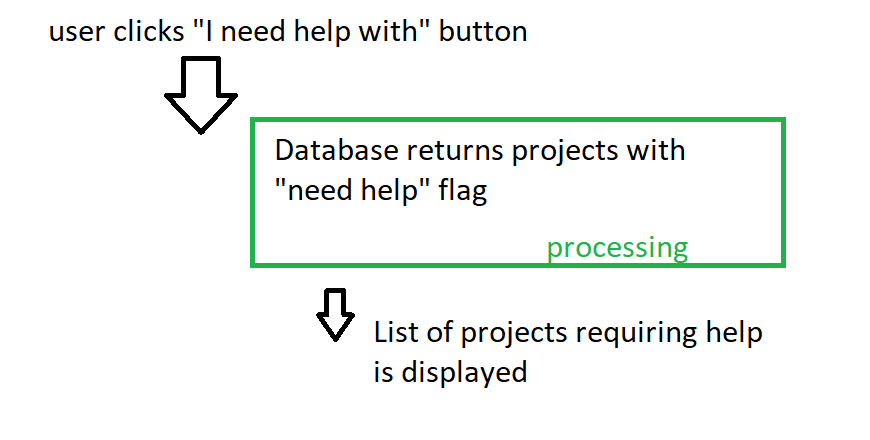 user clicks "I need help with" button
Database returns projects with
"need help" flag
processing
List of projects requiring help
is displayed